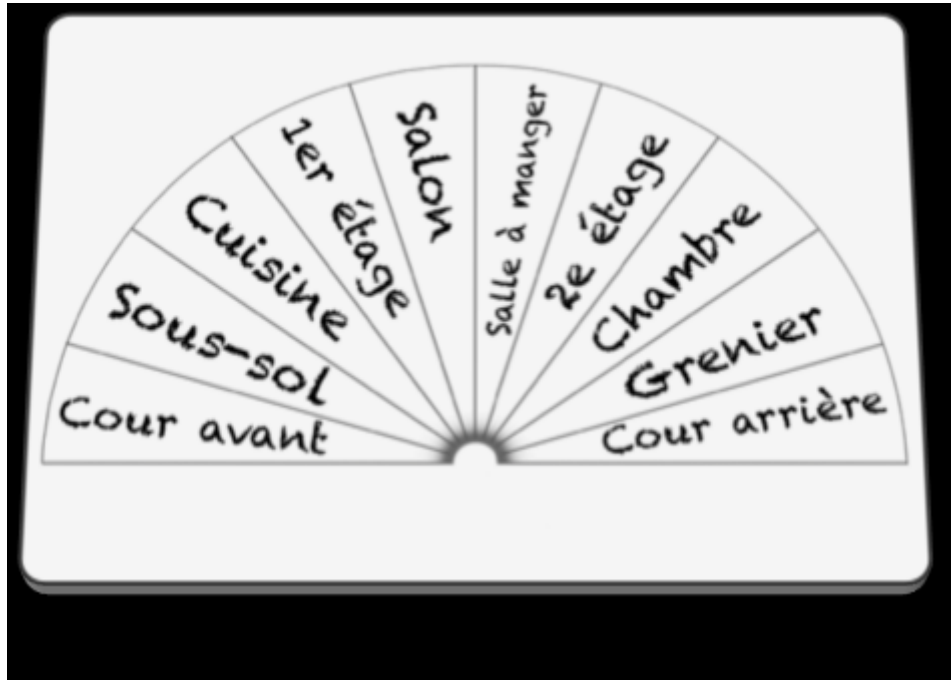 Cour avant
Sous-sol
Cuisine
1er étage
Salon
Salle à manger
2e étage
Chambre
Grenier
Cour arrière